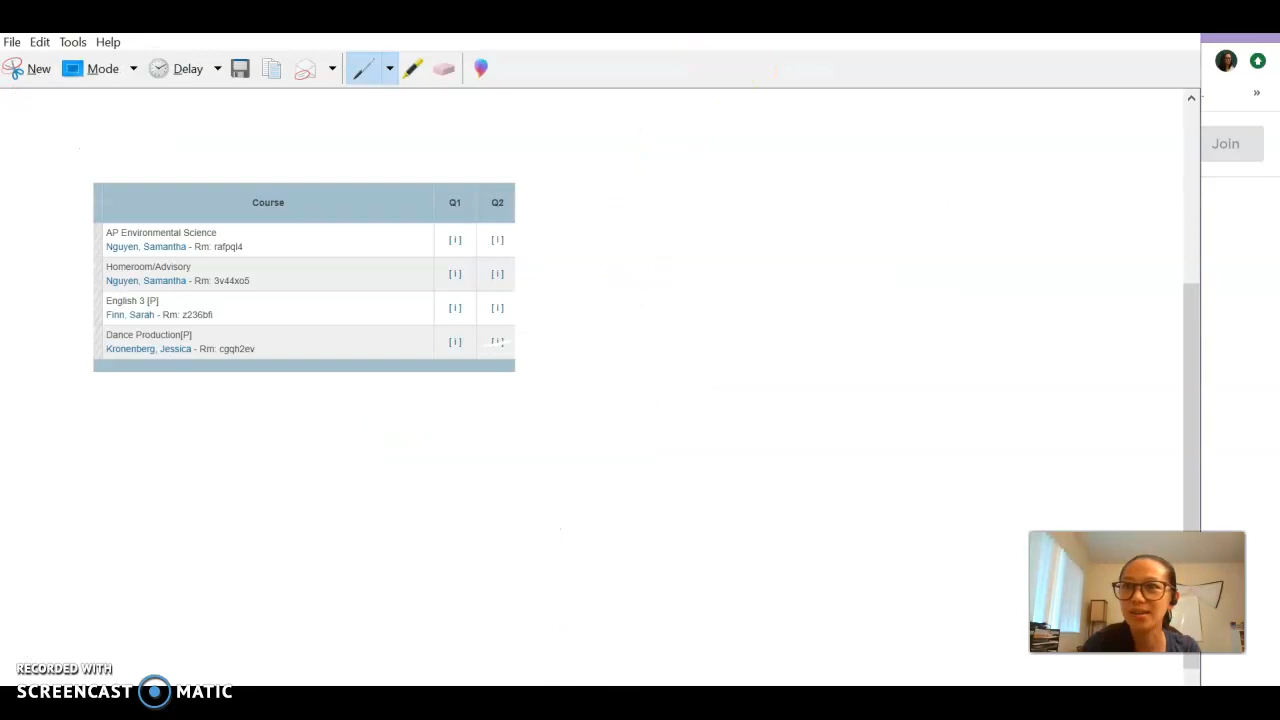 File Edit Tools Help
New Mode Delay
»
Join
Course Q1 Q2
AP Environmental Science
Nguyen, Samantha - Rm: rafpql4 [ i ] [ i ]
Homeroom/Advisory
Nguyen, Samantha - Rm: 3v44xo5 [ i ] [ i ]
English 3 [P]
Finn, Sarah - Rm: z236bfi [ i ] [ i ]
Dance Production[P]
Kronenberg, Jessica - Rm: cgqh2ev [ i ] [ i ]
RECORDED WITH
SCREENCAST MATIC